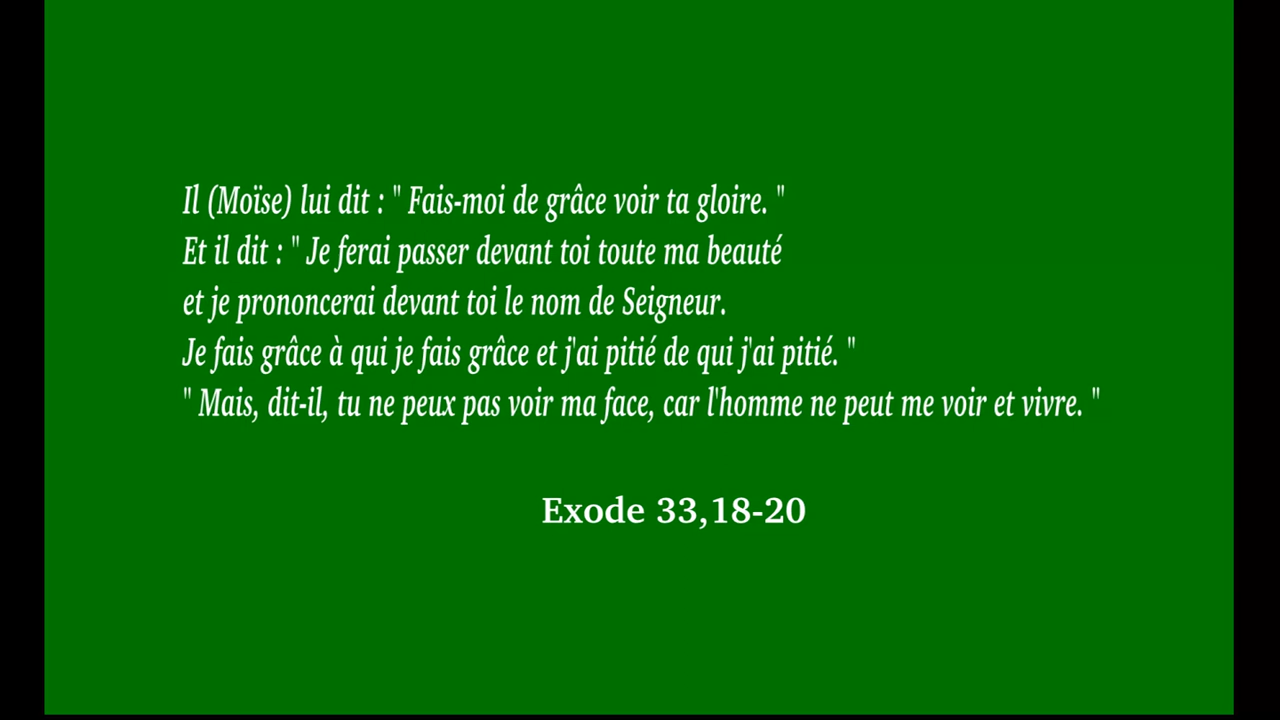 Il (Moïse) lui dit : " Fais-moi de grâce voir ta gloire. "
Et il dit : " Je ferai passer devant toi toute ma beauté
et je prononcerai devant toi le nom de Seigneur.
Je fais grâce à qui je fais grâce et j'ai pitié de qui j'ai pitié. "
" Mais, dit-il, tu ne peux pas voir ma face, car l'homme ne peut me voir et vivre. "
Exode 33,18-20